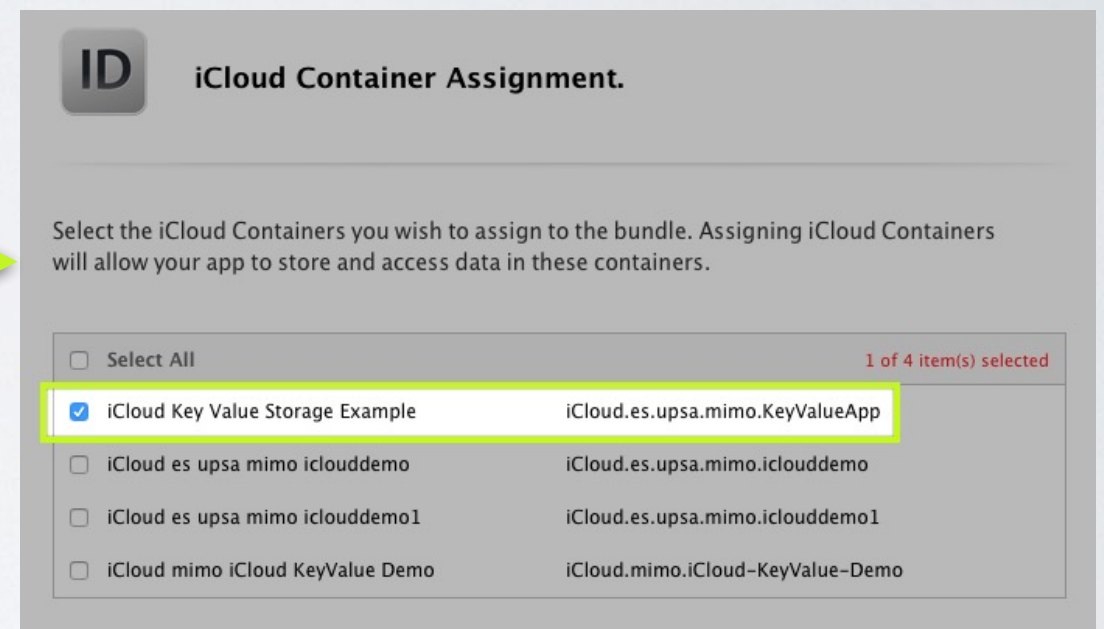 ID
iCloud Container Assignment.
Select the iCloud Containers you wish to assign to the bundle. Assigning iCloud Containers
will allow your app to store and access data in these containers.
Select All 1 of 4 item(s) selected
iCloud Key Value Storage Example iCloud.es.upsa.mimo.KeyValueApp
iCloud es upsa mimo iclouddemo iCloud.es.upsa.mimo.iclouddemo
iCloud es upsa mimo iclouddemo1 iCloud.es.upsa.mimo.iclouddemo1
iCloud mimo iCloud KeyValue Demo iCloud.mimo.iCloud-KeyValue-Demo